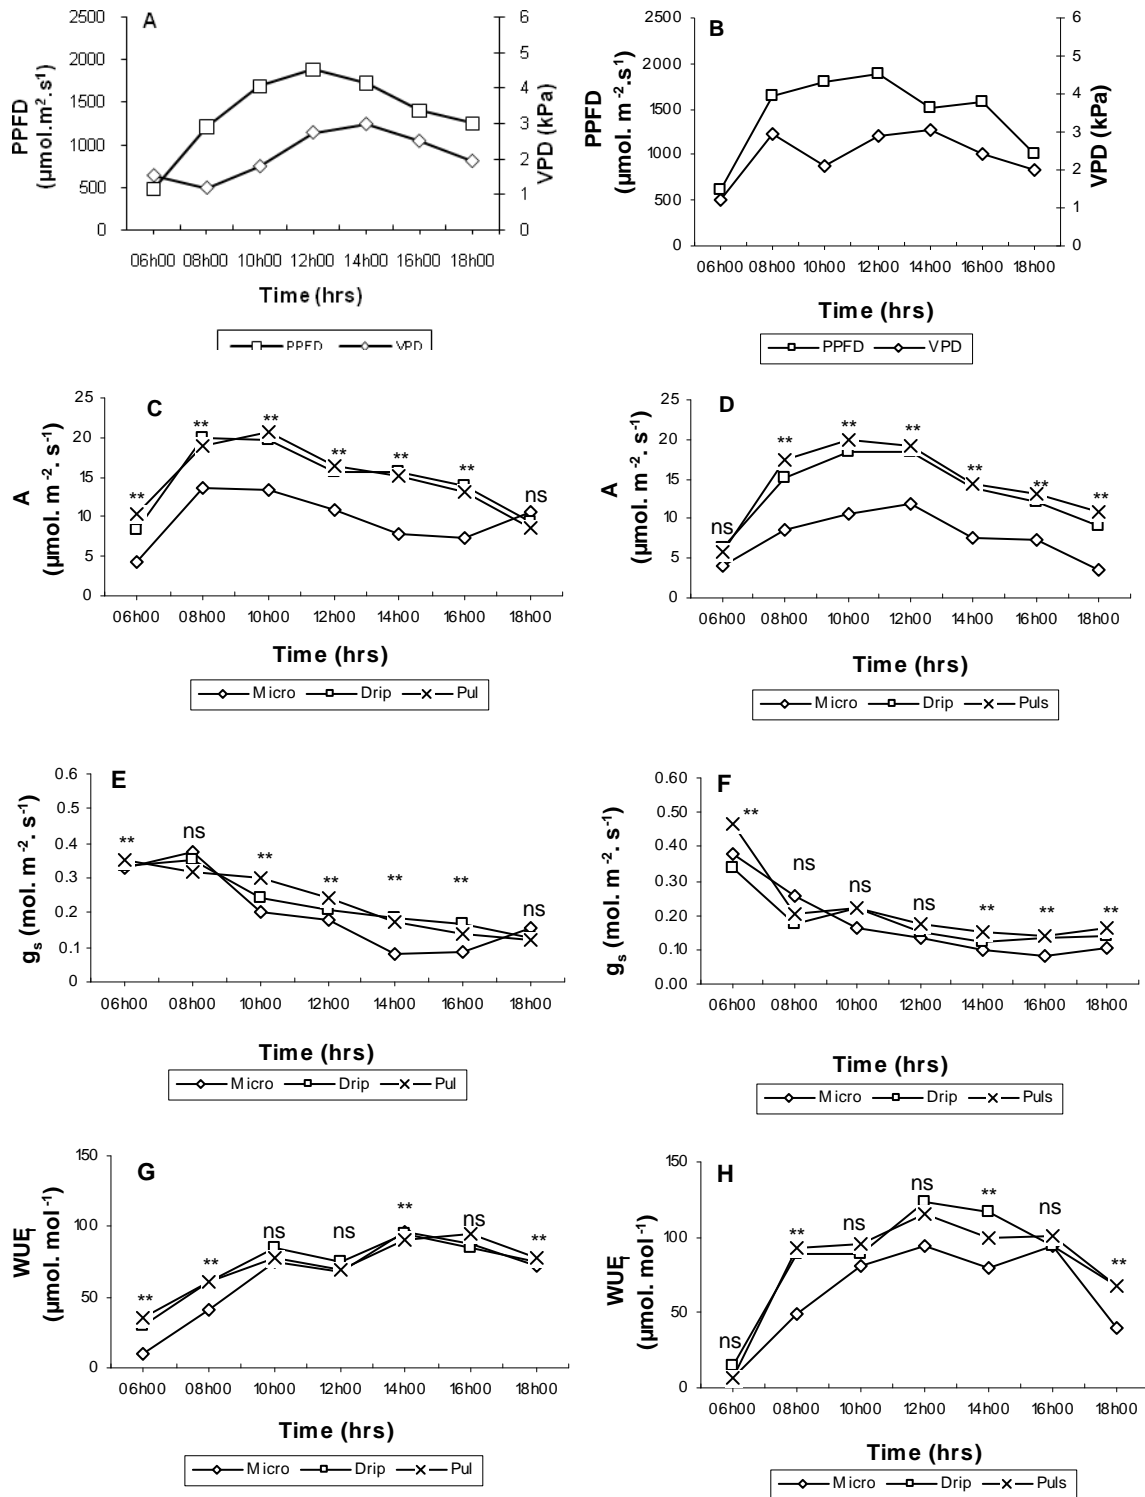 A
PPFD
(µmol.m².s⁻¹)
2500
2000
1500
1000
500
0
6
5
4
3
2
1
0
VPD (kPa)
06h00 08h00 10h00 12h00 14h00 16h00 18h00
Time (hrs)
PPFD VPD
B
PPFD
(µmol. m⁻².s⁻¹)
2500
2000
1500
1000
500
0
6
5
4
3
2
1
0
VPD (kPa)
06h00 08h00 10h00 12h00 14h00 16h00 18h00
Time (hrs)
PPFD VPD
C
A
(µmol. m⁻². s⁻¹)
25
20
15
10
5
0
** ** ** ** ** ** ns
06h00 08h00 10h00 12h00 14h00 16h00 18h00
Time (hrs)
Micro Drip Pul
D
A
(µmol. m⁻². s⁻¹)
25
20
15
10
5
0
ns ** ** ** ** ** **
06h00 08h00 10h00 12h00 14h00 16h00 18h00
Time (hrs)
Micro Drip Puls
E
gₛ (mol. m⁻². s⁻¹)
0.6
0.5
0.4
0.3
0.2
0.1
0
** ns ** ** ** ** ns
06h00 08h00 10h00 12h00 14h00 16h00 18h00
Time (hrs)
Micro Drip Pul
F
gₛ (mol. m⁻². s⁻¹)
0.60
0.50
0.40
0.30
0.20
0.10
0.00
** ns ns ns ** ** **
06h00 08h00 10h00 12h00 14h00 16h00 18h00
Time (hrs)
Micro Drip Puls
G
(µmol. mol⁻¹)
150
100
50
0
** ** ns ns ** ns **
06h00 08h00 10h00 12h00 14h00 16h00 18h00
Time (hrs)
Micro Drip Pul
H
(µmol. mol⁻¹)
150
100
50
0
ns ** ns ns ** ns **
06h00 08h00 10h00 12h00 14h00 16h00 18h00
Time (hrs)
Micro Drip Puls